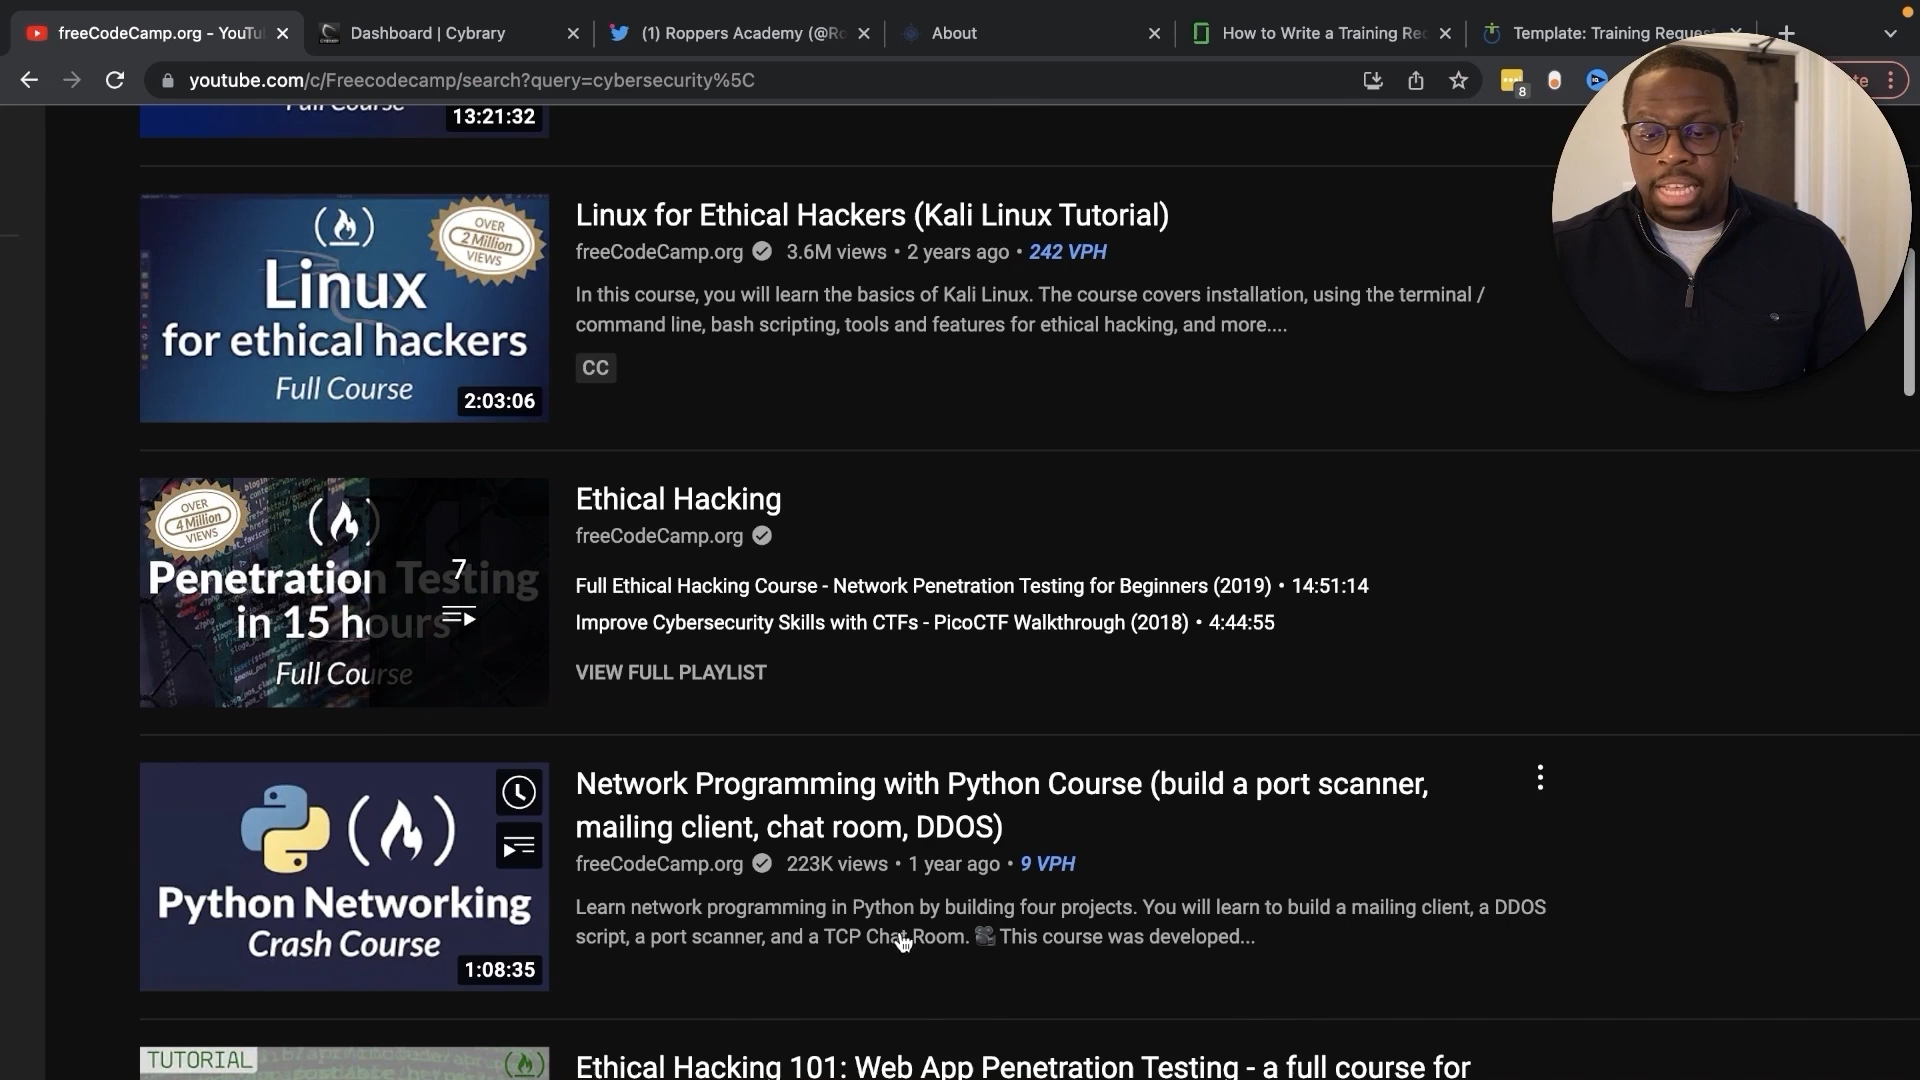 freeCodeCamp.org - YouTu
Dashboard | Cybrary
(1) Roppers Academy (@Ro
About
How to Write a Training Rec
Template: Training Reques
youtube.com/c/Freecodecamp/search?query=cybersecurity%5C
8
Full Course
13:21:32
OVER
2 Million
VIEWS
Linux
for ethical hackers
Full Course
2:03:06
Linux for Ethical Hackers (Kali Linux Tutorial)
freeCodeCamp.org 3.6M views • 2 years ago • 242 VPH
In this course, you will learn the basics of Kali Linux. The course covers installation, using the terminal /
command line, bash scripting, tools and features for ethical hacking, and more....
CC
OVER
4 Million
VIEWS
Penetration Testing
in 15 hours
Full Course
7
Ethical Hacking
freeCodeCamp.org
Full Ethical Hacking Course - Network Penetration Testing for Beginners (2019) • 14:51:14
Improve Cybersecurity Skills with CTFs - PicoCTF Walkthrough (2018) • 4:44:55
VIEW FULL PLAYLIST
Python Networking
Crash Course
1:08:35
Network Programming with Python Course (build a port scanner,
mailing client, chat room, DDOS)
freeCodeCamp.org 223K views • 1 year ago • 9 VPH
Learn network programming in Python by building four projects. You will learn to build a mailing client, a DDOS
script, a port scanner, and a TCP Chat Room. 🎥 This course was developed...
TUTORIAL
Ethical Hacking 101: Web App Penetration Testing - a full course for